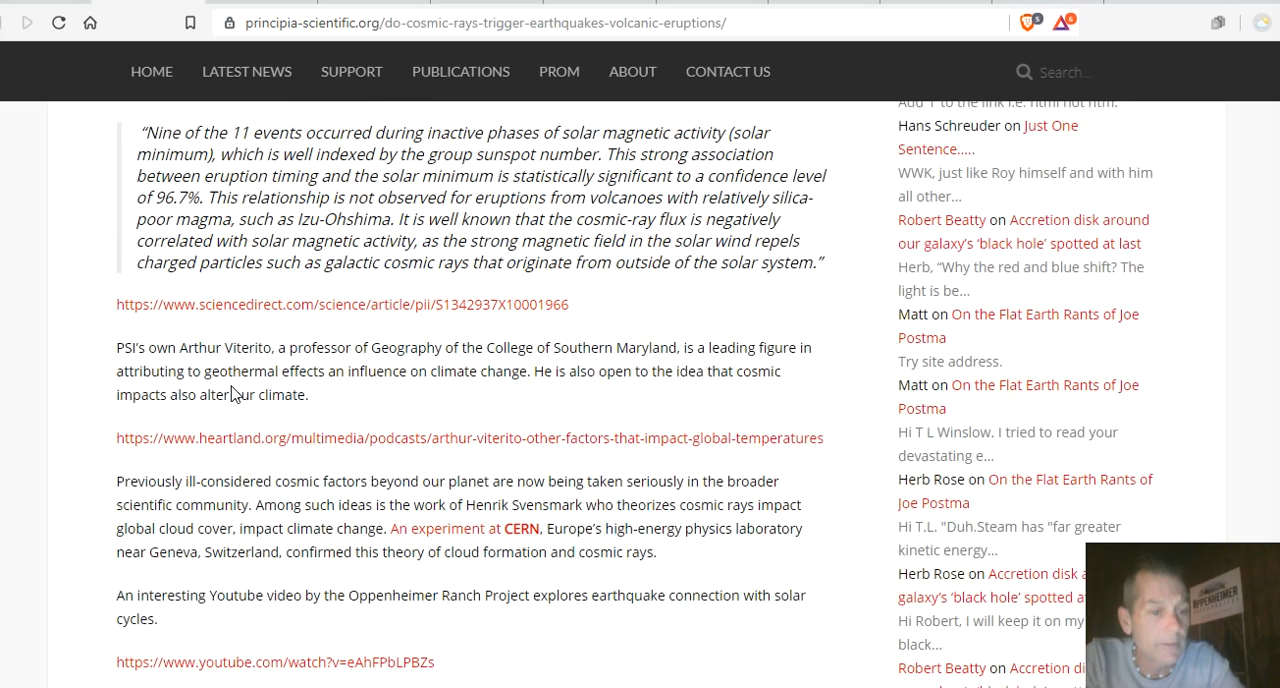 principia-scientific.org/do-cosmic-rays-trigger-earthquakes-volcanic-eruptions/
5
6
HOME LATEST NEWS SUPPORT PUBLICATIONS PROM ABOUT CONTACT US Search...
“Nine of the 11 events occurred during inactive phases of solar magnetic activity (solar
minimum), which is well indexed by the group sunspot number. This strong association
between eruption timing and the solar minimum is statistically significant to a confidence level
of 96.7%. This relationship is not observed for eruptions from volcanoes with relatively silica-
poor magma, such as Izu-Ohshima. It is well known that the cosmic-ray flux is negatively
correlated with solar magnetic activity, as the strong magnetic field in the solar wind repels
charged particles such as galactic cosmic rays that originate from outside of the solar system.”
https://www.sciencedirect.com/science/article/pii/S1342937X10001966
PSI’s own Arthur Viterito, a professor of Geography of the College of Southern Maryland, is a leading figure in
attributing to geothermal effects an influence on climate change. He is also open to the idea that cosmic
impacts also alter our climate.
https://www.heartland.org/multimedia/podcasts/arthur-viterito-other-factors-that-impact-global-temperatures
Previously ill-considered cosmic factors beyond our planet are now being taken seriously in the broader
scientific community. Among such ideas is the work of Henrik Svensmark who theorizes cosmic rays impact
global cloud cover, impact climate change. An experiment at CERN, Europe’s high-energy physics laboratory
near Geneva, Switzerland, confirmed this theory of cloud formation and cosmic rays.
An interesting Youtube video by the Oppenheimer Ranch Project explores earthquake connection with solar
cycles.
https://www.youtube.com/watch?v=eAhFPbLPBZs
Add 'l' to the link i.e. html not htm.
Hans Schreuder on Just One
Sentence.....
WWK, just like Roy himself and with him
all other...
Robert Beatty on Accretion disk around
our galaxy’s ‘black hole’ spotted at last
Herb, “Why the red and blue shift? The
light is be...
Matt on On the Flat Earth Rants of Joe
Postma
Try site address.
Matt on On the Flat Earth Rants of Joe
Postma
Hi T L Winslow. I tried to read your
devastating e...
Herb Rose on On the Flat Earth Rants of
Joe Postma
Hi T.L. "Duh.Steam has "far greater
kinetic energy...
Herb Rose on Accretion disk a
galaxy’s ‘black hole’ spotted a
Hi Robert, I will keep it on my
black...
Robert Beatty on Accretion di
OPPENHEIMER